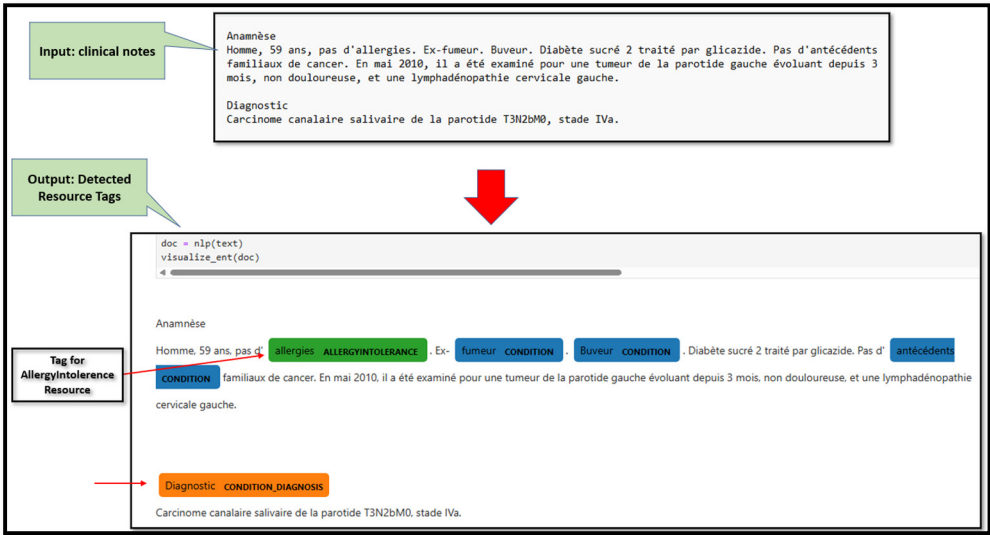 Input: clinical notes
Anamnèse
Homme, 59 ans, pas d'allergies. Ex-fumeur. Buveur. Diabète sucré 2 traité par glicazide. Pas d'antécédents
familiaux de cancer. En mai 2010, il a été examiné pour une tumeur de la parotide gauche évoluant depuis 3
mois, non douloureuse, et une lymphadénopathie cervicale gauche.
Diagnostic
Carcinome canalaire salivaire de la parotide T3N2bM0, stade IVa.
Output: Detected
Resource Tags
doc = nlp(text)
visualize_ent(doc)
Anamnèse
Homme, 59 ans, pas d' allergies ALLERGYINTOLERANCE . Ex- fumeur CONDITION . Buveur CONDITION . Diabète sucré 2 traité par glicazide. Pas d' antécédents
CONDITION familiaux de cancer. En mai 2010, il a été examiné pour une tumeur de la parotide gauche évoluant depuis 3 mois, non douloureuse, et une lymphadénopathie
cervicale gauche.
Tag for
AllergyIntolerence
Resource
Diagnostic CONDITION_DIAGNOSIS
Carcinome canalaire salivaire de la parotide T3N2bM0, stade IVa.